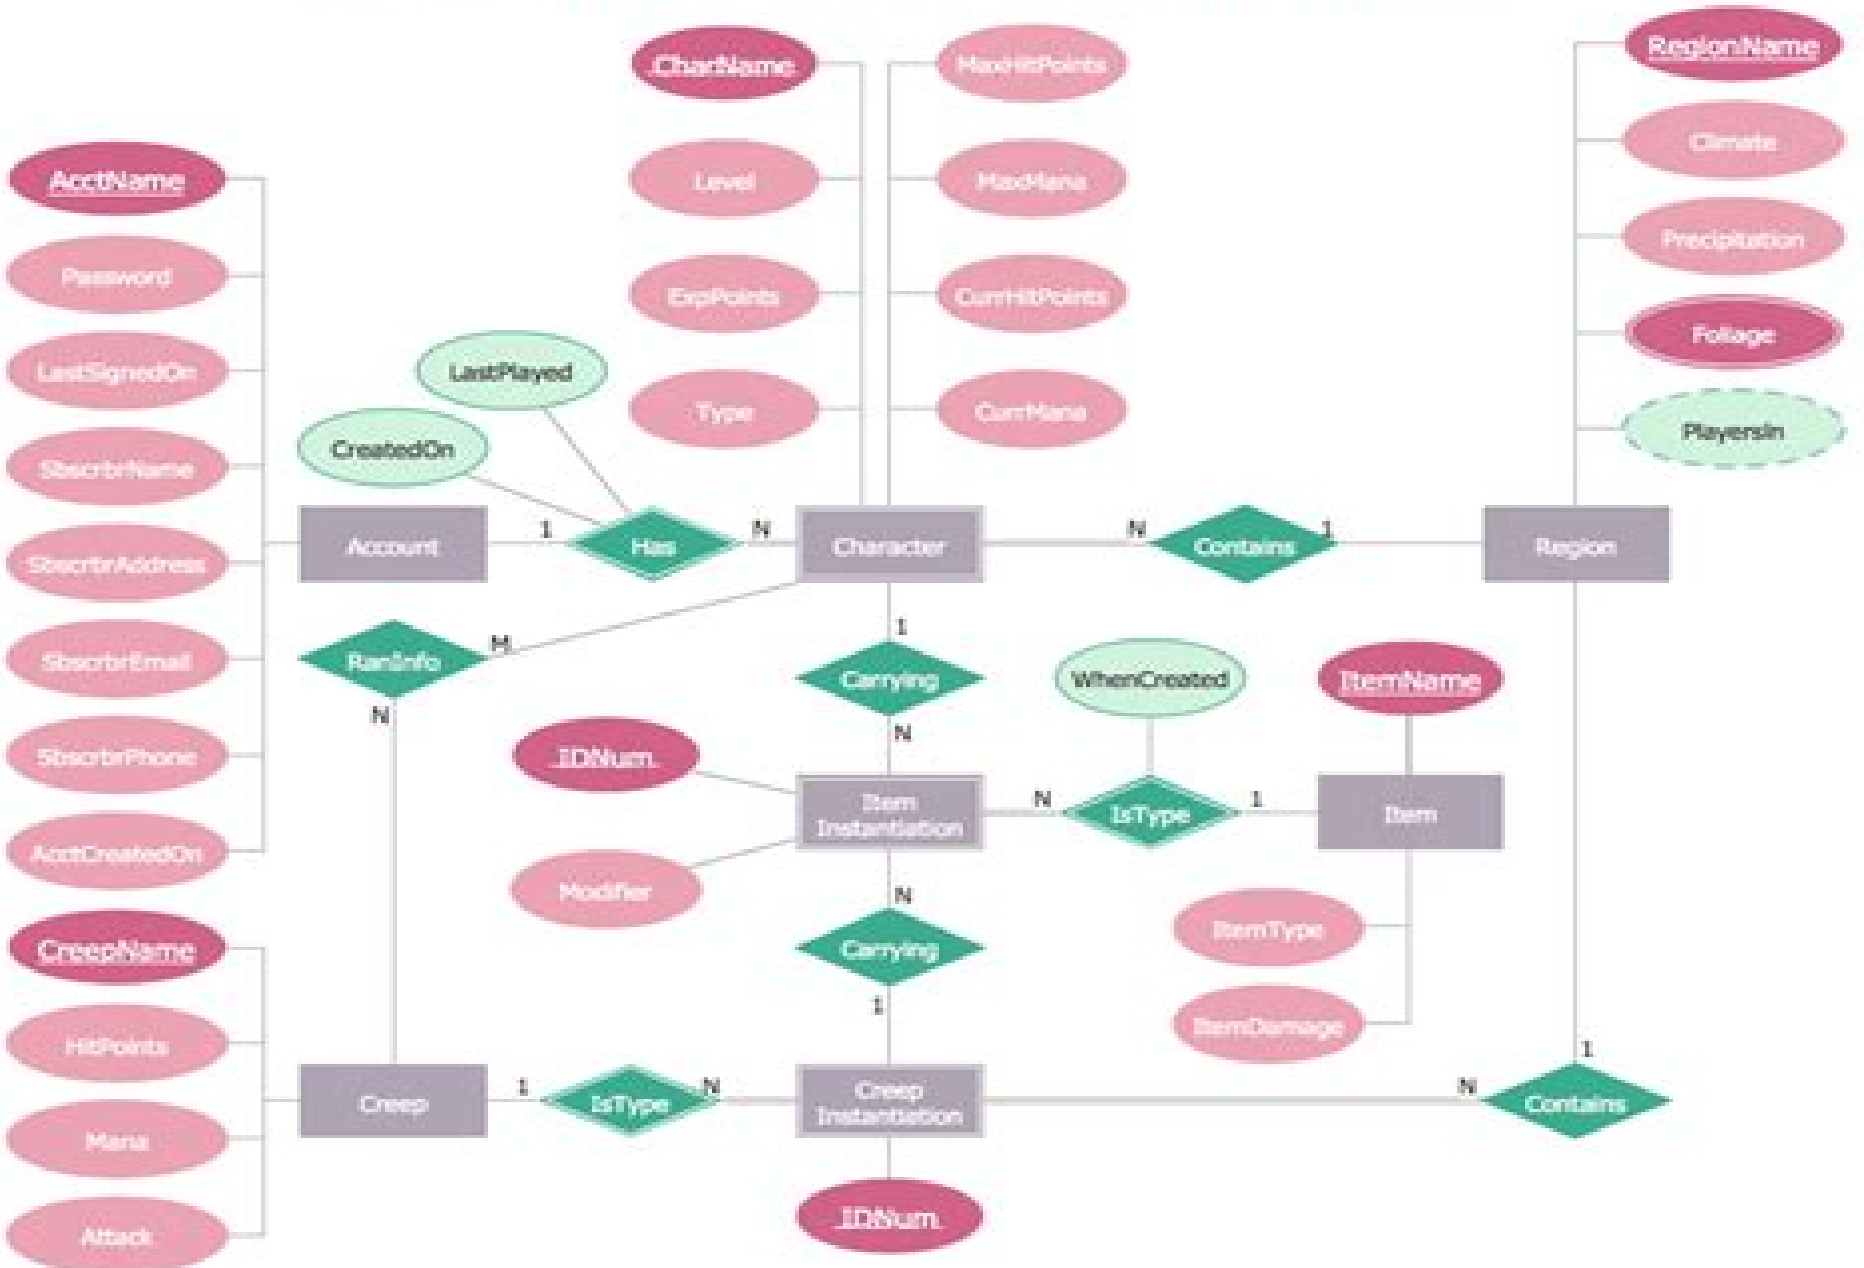 CharName
MaxHitPoints
RegionName
Climate
AcctName
Level
MaxMana
Precipitation
Password
ExpPoints
CurrHitPoints
Foliage
LastSignedOn
LastPlayed
Type
CurrMana
PlayersIn
CreatedOn
SbscrbrName
Account
1
Has
N
Character
N
Contains
1
Region
SbscrbrAddress
RanInfo
M
1
SbscrbrEmail
Carrying
WhenCreated
ItemName
N
N
SbscrbrPhone
IDNum
Item
Instantiation
N
IsType
1
Item
AcctCreatedOn
Modifier
N
ItemType
CreepName
Carrying
1
ItemDamage
HitPoints
1
Creep
1
IsType
N
Creep
Instantiation
N
Contains
Mana
IDNum
Attack